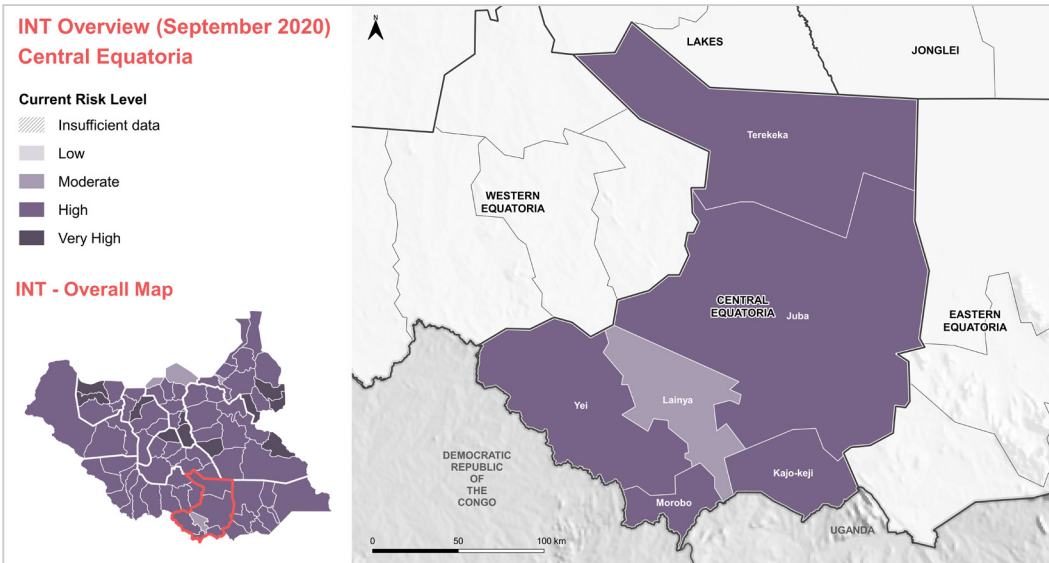 INT Overview (September 2020)
Central Equatoria
Current Risk Level
Insufficient data
Low
Moderate
High
Very High
INT - Overall Map
N
LAKES
JONGLEI
Terekeka
WESTERN
EQUATORIA
CENTRAL
EQUATORIA
Juba
EASTERN
EQUATORIA
Yei
Lainya
DEMOCRATIC
REPUBLIC
OF
THE
CONGO
Kajo-keji
Morobo
UGANDA
0 50 100 km